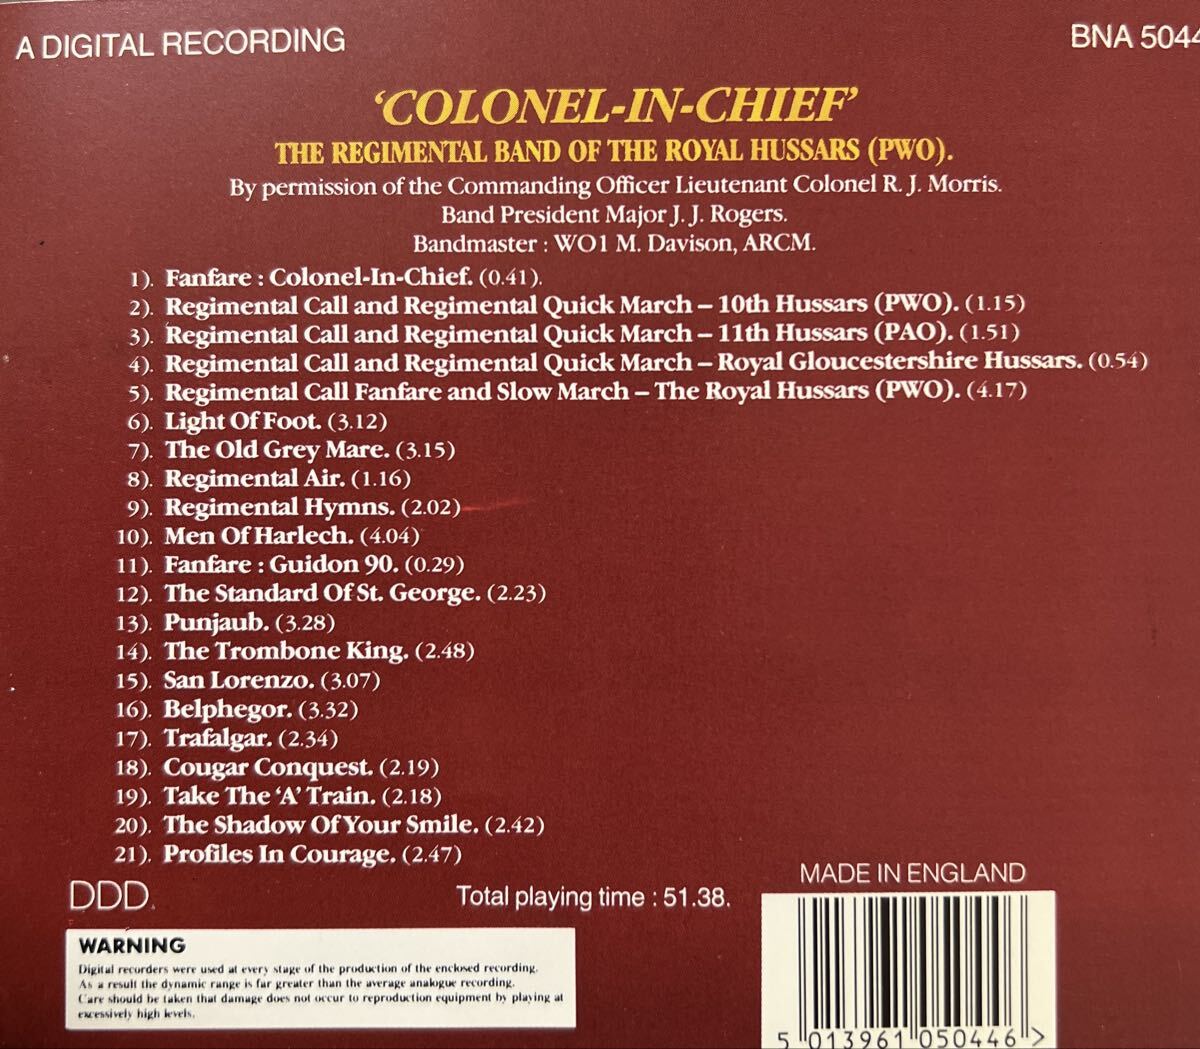 A DIGITAL RECORDING
BNA 5044
‘COLONEL-IN-CHIEF’
THE REGIMENTAL BAND OF THE ROYAL HUSSARS (PWO).
By permission of the Commanding Officer Lieutenant Colonel R. J. Morris.
Band President Major J. J. Rogers.
Bandmaster : WO1 M. Davison, ARCM.
1). Fanfare : Colonel-In-Chief. (0.41).
2). Regimental Call and Regimental Quick March – 10th Hussars (PWO). (1.15)
3). Regimental Call and Regimental Quick March – 11th Hussars (PAO). (1.51)
4). Regimental Call and Regimental Quick March – Royal Gloucestershire Hussars. (0.54)
5). Regimental Call Fanfare and Slow March – The Royal Hussars (PWO). (4.17)
6). Light Of Foot. (3.12)
7). The Old Grey Mare. (3.15)
8). Regimental Air. (1.16)
9). Regimental Hymns. (2.02)
10). Men Of Harlech. (4.04)
11). Fanfare : Guidon 90. (0.29)
12). The Standard Of St. George. (2.23)
13). Punjaub. (3.28)
14). The Trombone King. (2.48)
15). San Lorenzo. (3.07)
16). Belphegor. (3.32)
17). Trafalgar. (2.34)
18). Cougar Conquest. (2.19)
19). Take The ‘A’ Train. (2.18)
20). The Shadow Of Your Smile. (2.42)
21). Profiles In Courage. (2.47)
DDD.
Total playing time : 51.38.
MADE IN ENGLAND
WARNING
Digital recorders were used at every stage of the production of the enclosed recording.
As a result the dynamic range is far greater than the average analogue recording.
Care should be taken that damage does not occur to reproduction equipment by playing at
excessively high levels.
5 013961 050446 >